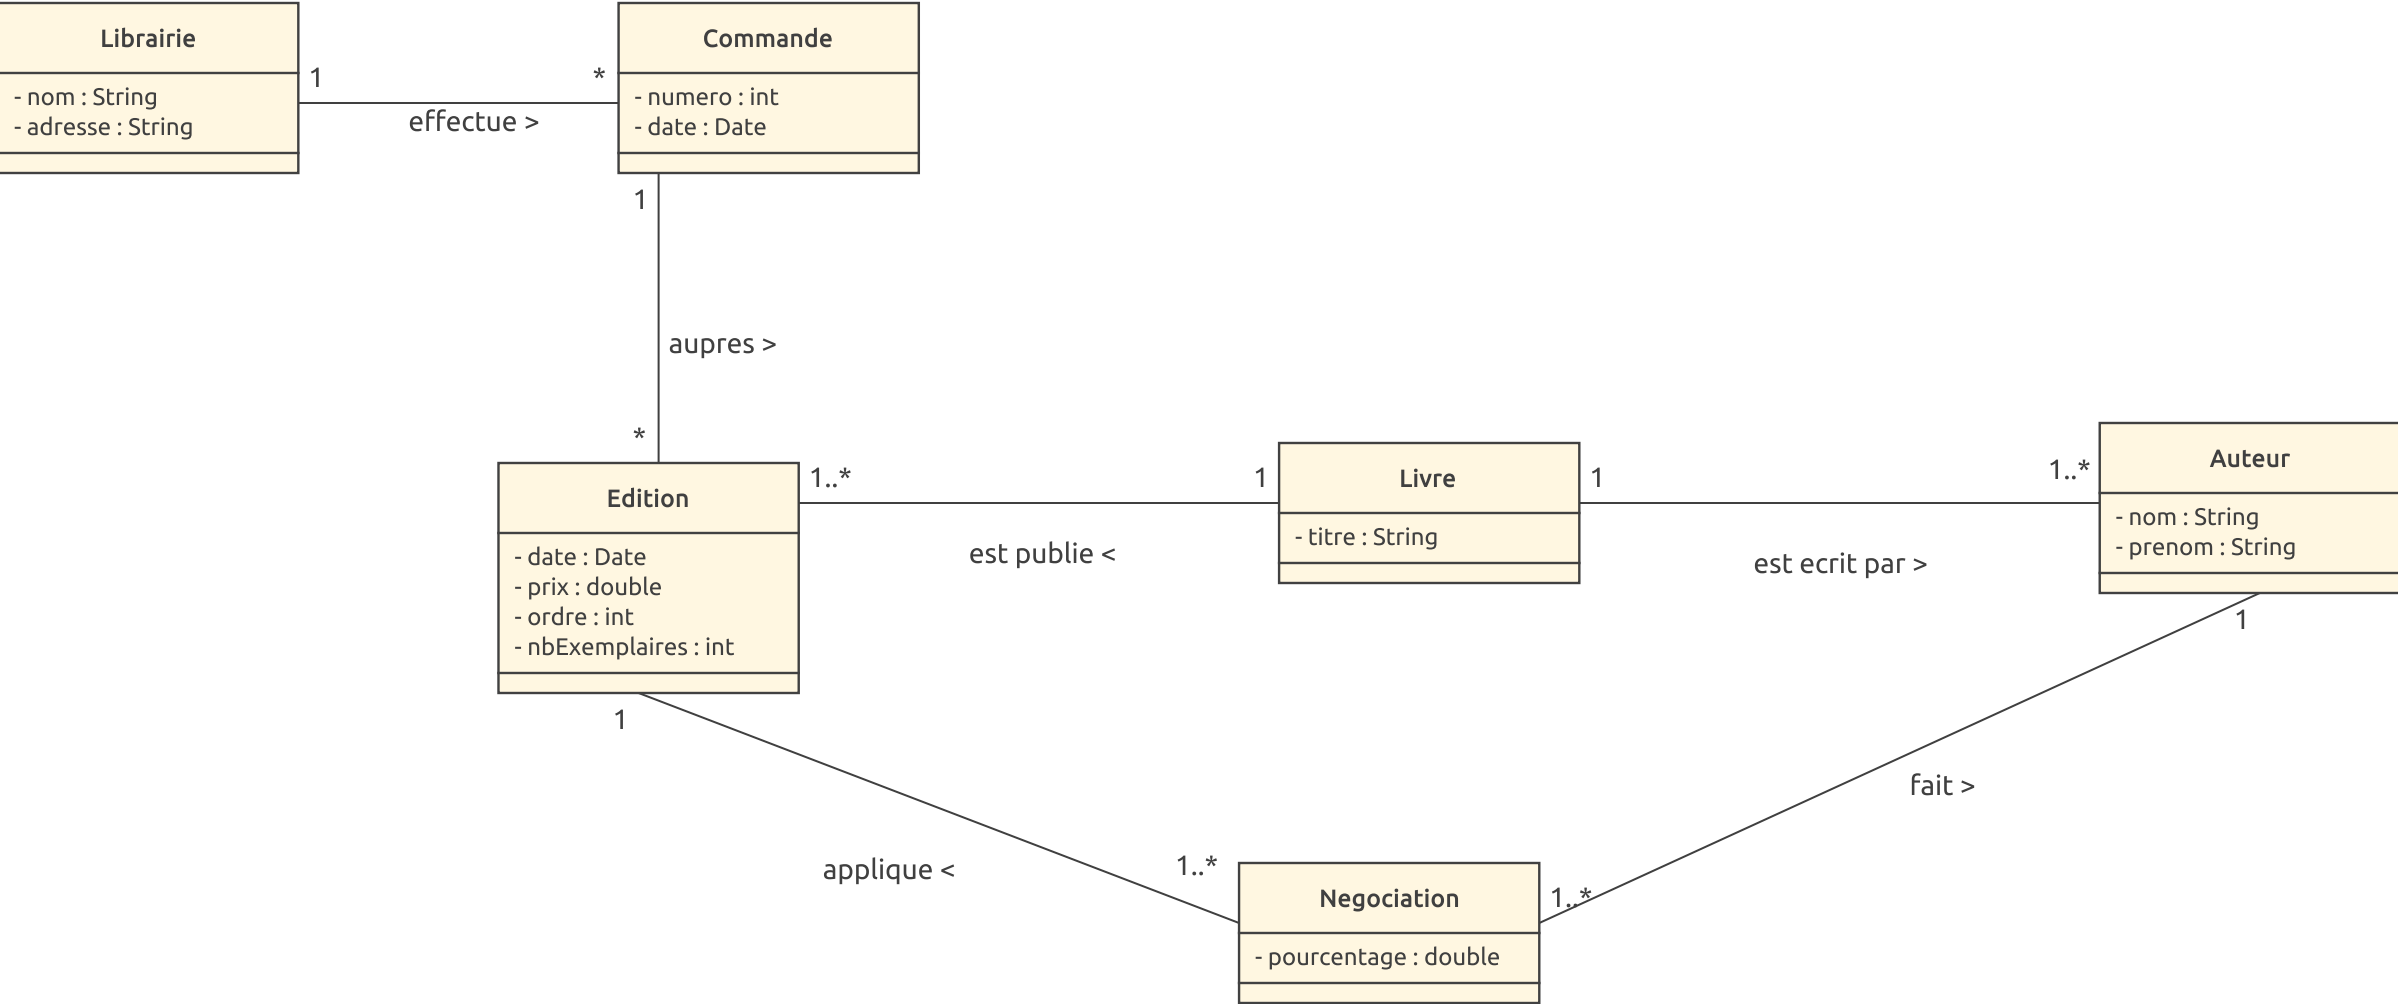 Librairie
- nom : String
- adresse : String
1
*
effectue >
Commande
- numero : int
- date : Date
1
aupres >
*
Edition
- date : Date
- prix : double
- ordre : int
- nbExemplaires : int
1..*
1
est publie <
Livre
- titre : String
1
1..*
est ecrit par >
Auteur
- nom : String
- prenom : String
1
fait >
1
applique <
1..*
Negociation
- pourcentage : double
1..*